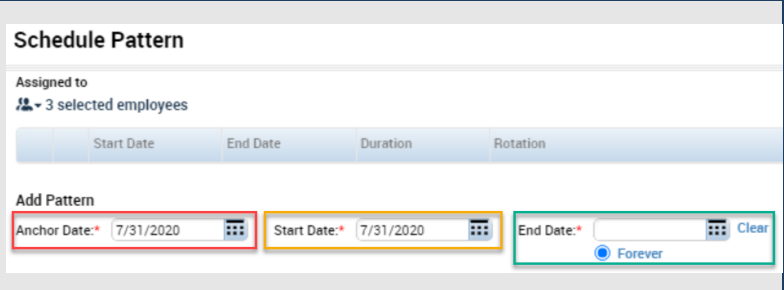 Schedule Pattern
Assigned to
3 selected employees
Start Date End Date Duration Rotation
Add Pattern
Anchor Date:* 7/31/2020 Start Date:* 7/31/2020 End Date:* Clear
Forever